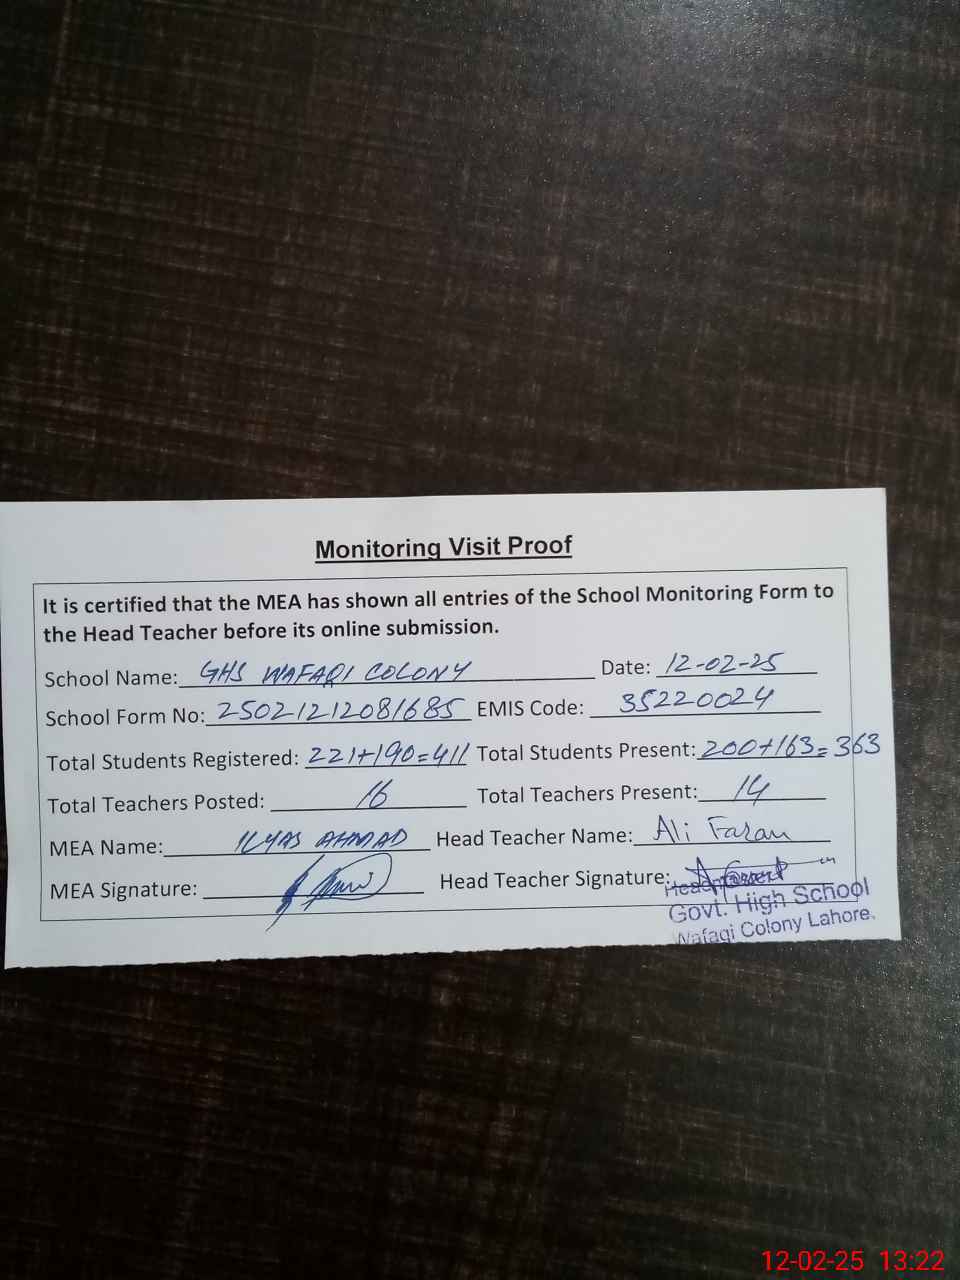 Monitoring Visit Proof
It is certified that the MEA has shown all entries of the School Monitoring Form to
the Head Teacher before its online submission.
School Name: GHS WAFAQI COLONY Date: 12-02-25
School Form No: 25021212081685 EMIS Code: 35220024
Total Students Registered: 221+190=411 Total Students Present: 200+163=363
Total Teachers Posted: 16 Total Teachers Present: 14
MEA Name: ILYAS AHMAD Head Teacher Name: Ali Faran
MEA Signature: Head Teacher Signature:
Govt. High School
Wafaqi Colony Lahore.
12-02-25 13:22